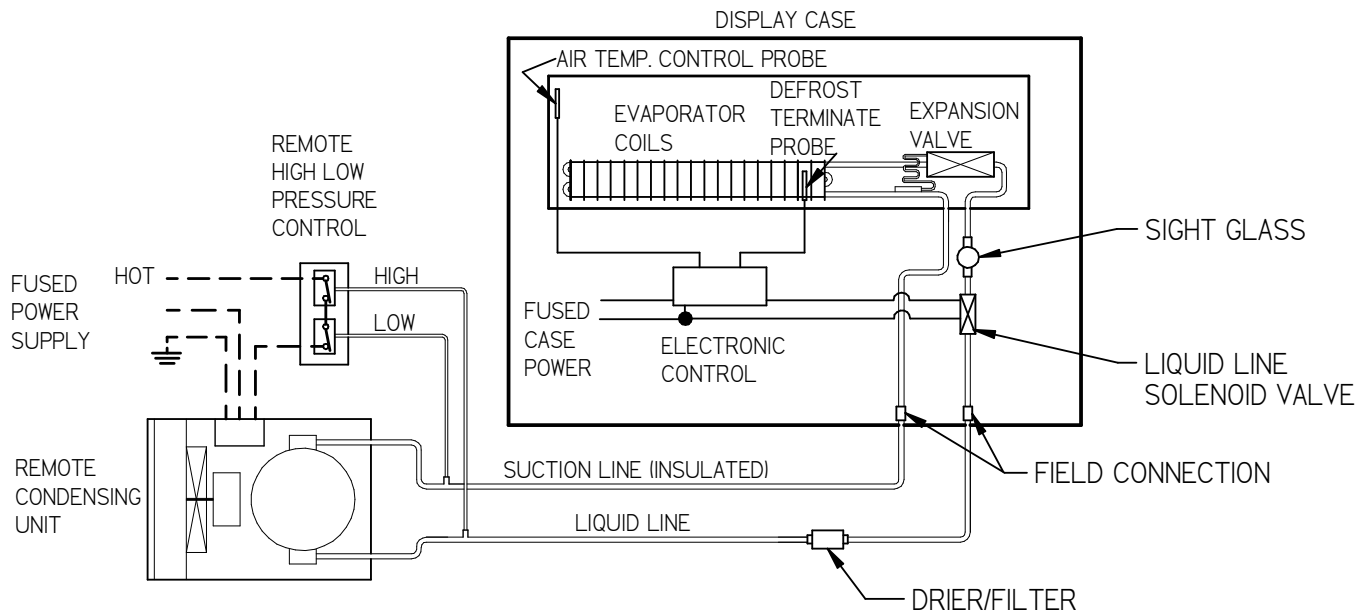 DISPLAY CASE
AIR TEMP. CONTROL PROBE
DEFROST
TERMINATE
PROBE
EVAPORATOR
COILS
EXPANSION
VALVE
REMOTE
HIGH LOW
PRESSURE
CONTROL
SIGHT GLASS
HOT
HIGH
FUSED
POWER
SUPPLY
LOW
FUSED
CASE
POWER
ELECTRONIC
CONTROL
LIQUID LINE
SOLENOID VALVE
REMOTE
CONDENSING
UNIT
SUCTION LINE (INSULATED)
FIELD CONNECTION
LIQUID LINE
DRIER/FILTER